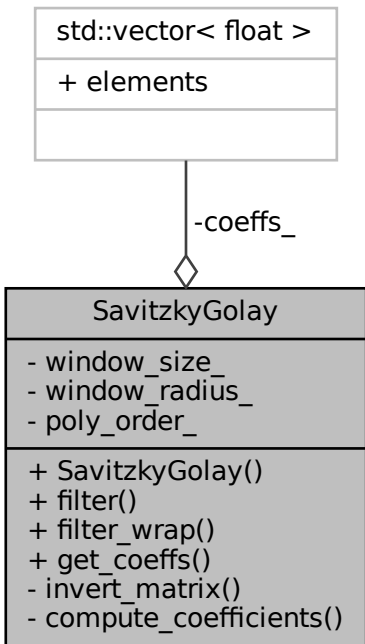 std::vector< float >
+ elements
-coeffs_
SavitzkyGolay
- window_size_
- window_radius_
- poly_order_
+ SavitzkyGolay()
+ filter()
+ filter_wrap()
+ get_coeffs()
- invert_matrix()
- compute_coefficients()